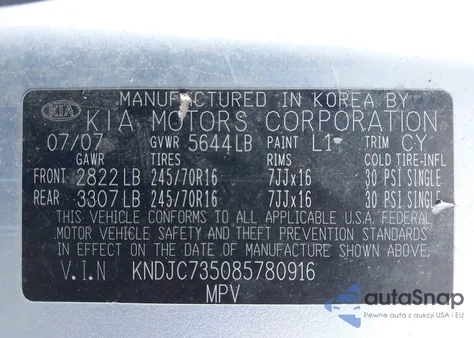 MANUFACTURED IN KOREA BY
KIA KIA MOTORS CORPORATION
07/07 GVWR 5644LB PAINT L1 TRIM CY
GAWR TIRES RIMS COLD TIRE-INFL
FRONT 2822LB 245/70R16 7JJx16 30 PSI SINGLE
REAR 3307LB 245/70R16 7JJx16 30 PSI SINGLE
THIS VEHICLE CONFORMS TO ALL APPLICABLE U.S.A. FEDERAL
MOTOR VEHICLE SAFETY AND THEFT PREVENTION STANDARDS
IN EFFECT ON THE DATE OF MANUFACTURE SHOWN ABOVE.
V.I.N KNDJC735085780916
MPV
autoSnap
Pewne auta z aukcji USA i EU